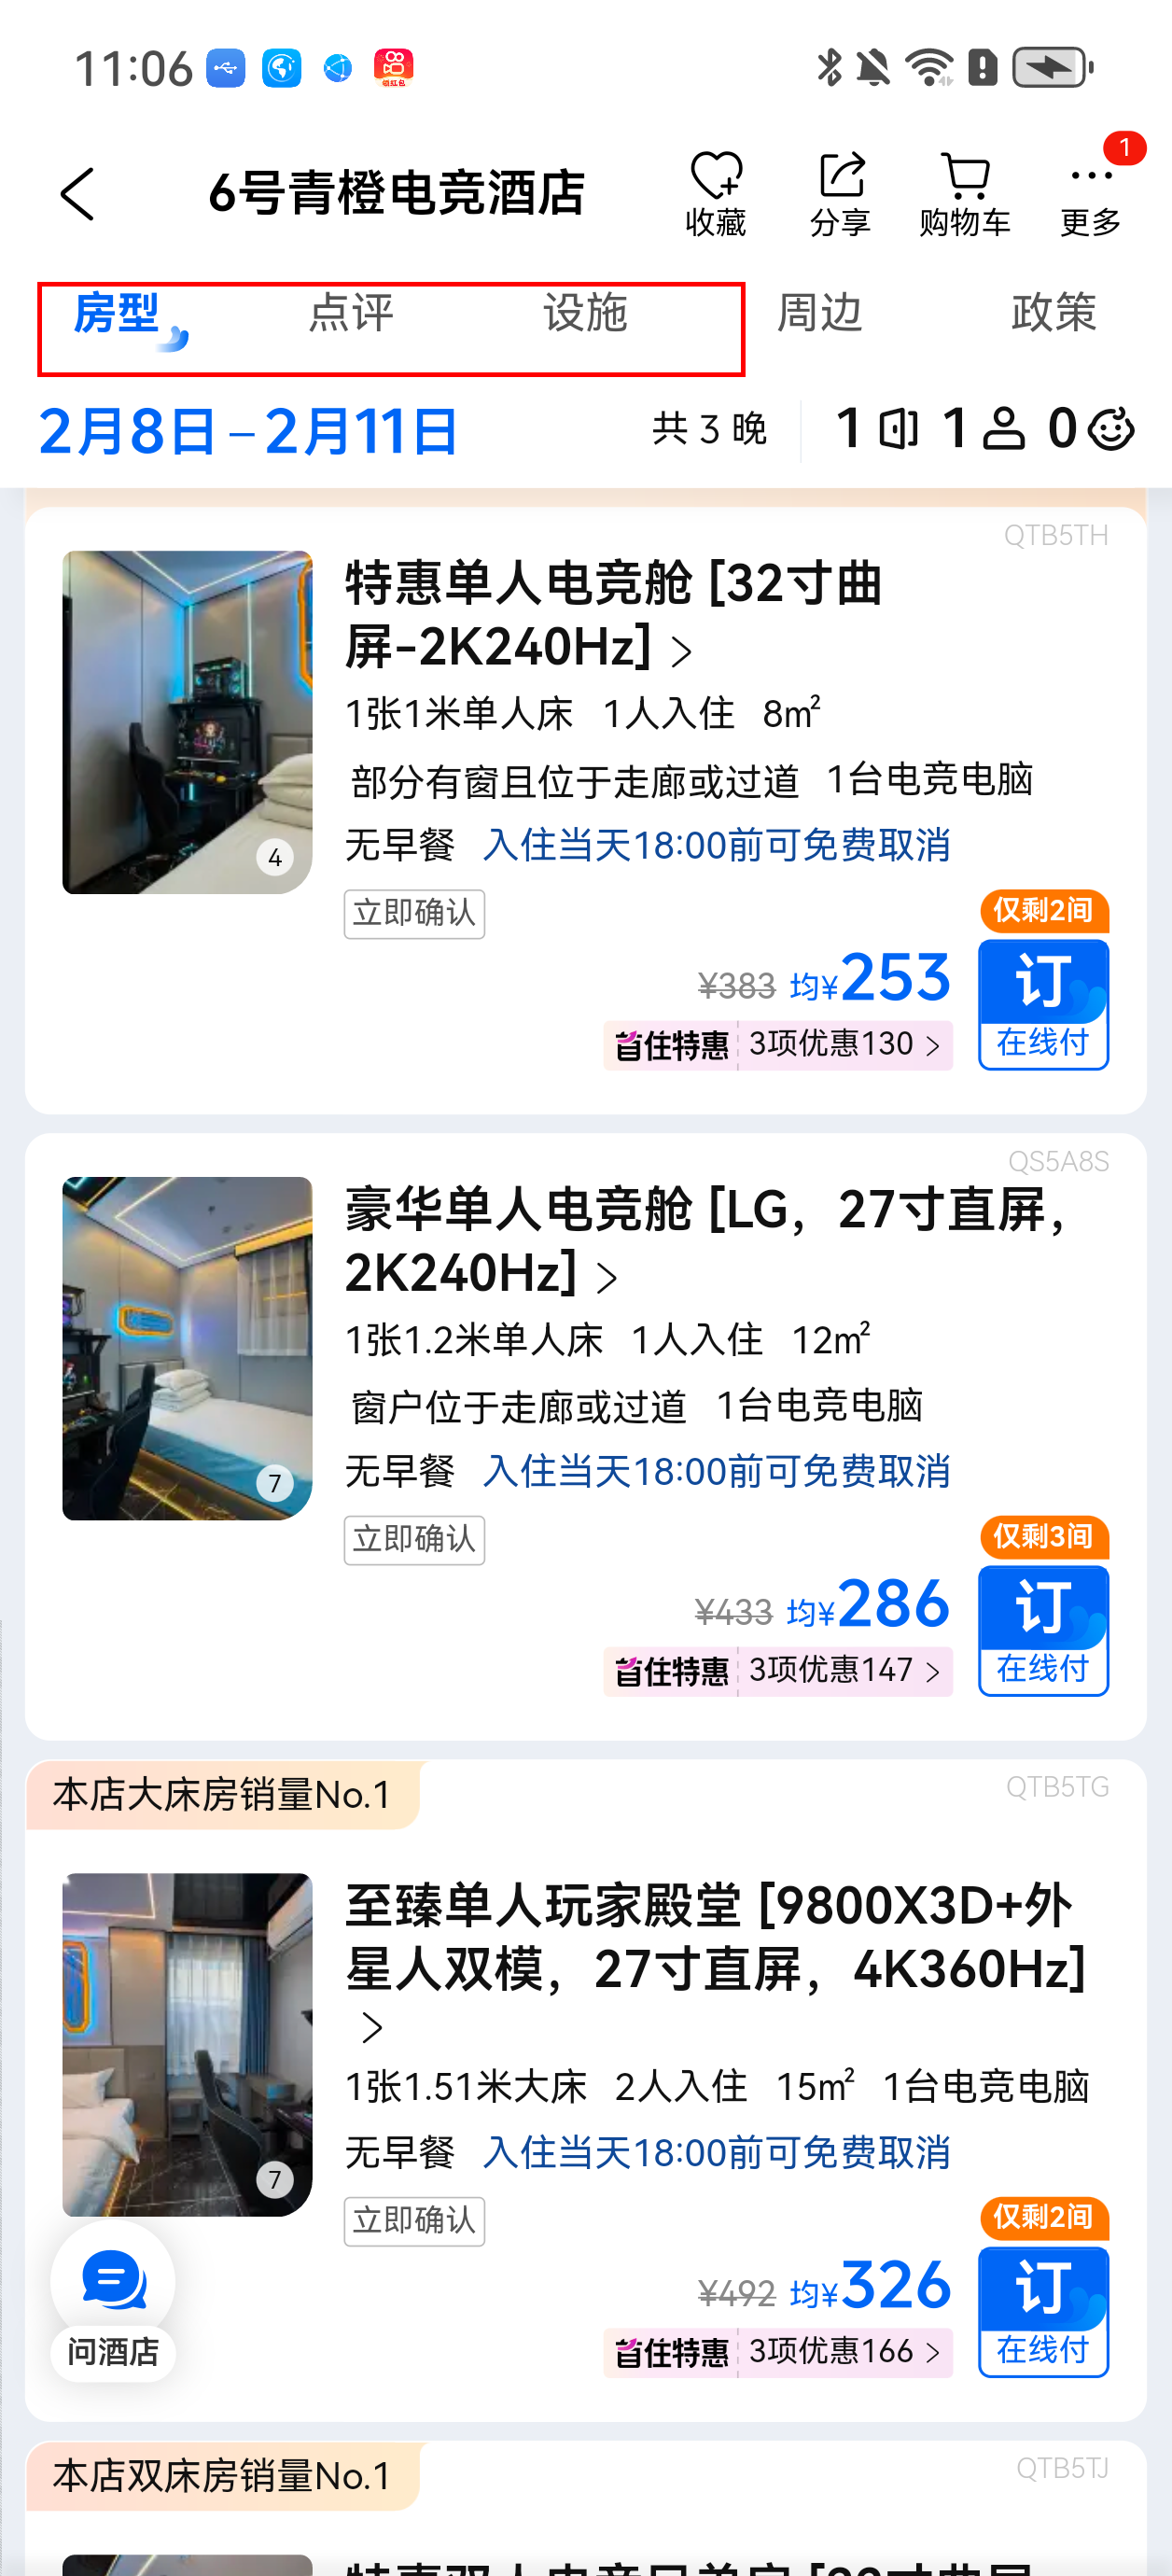 11:06
领红包
6号青橙电竞酒店
收藏
分享
购物车
更多
1
房型
点评
设施
周边
政策
2月8日 – 2月11日
共 3 晚
1
1
0
QTB5TH
特惠单人电竞舱 [32寸曲
屏-2K240Hz] >
1张1米单人床 1人入住 8㎡
部分有窗且位于走廊或过道 1台电竞电脑
无早餐 入住当天18:00前可免费取消
4
立即确认
仅剩2间
¥383 均¥253
订
在线付
首住特惠 3项优惠130 >
QS5A8S
豪华单人电竞舱 [LG，27寸直屏，
2K240Hz] >
1张1.2米单人床 1人入住 12㎡
窗户位于走廊或过道 1台电竞电脑
无早餐 入住当天18:00前可免费取消
7
立即确认
仅剩3间
¥433 均¥286
订
在线付
首住特惠 3项优惠147 >
本店大床房销量No.1
QTB5TG
至臻单人玩家殿堂 [9800X3D+外
星人双模，27寸直屏，4K360Hz]
>
1张1.51米大床 2人入住 15㎡ 1台电竞电脑
无早餐 入住当天18:00前可免费取消
7
立即确认
仅剩2间
¥492 均¥326
订
在线付
首住特惠 3项优惠166 >
问酒店
本店双床房销量No.1
QTB5TJ